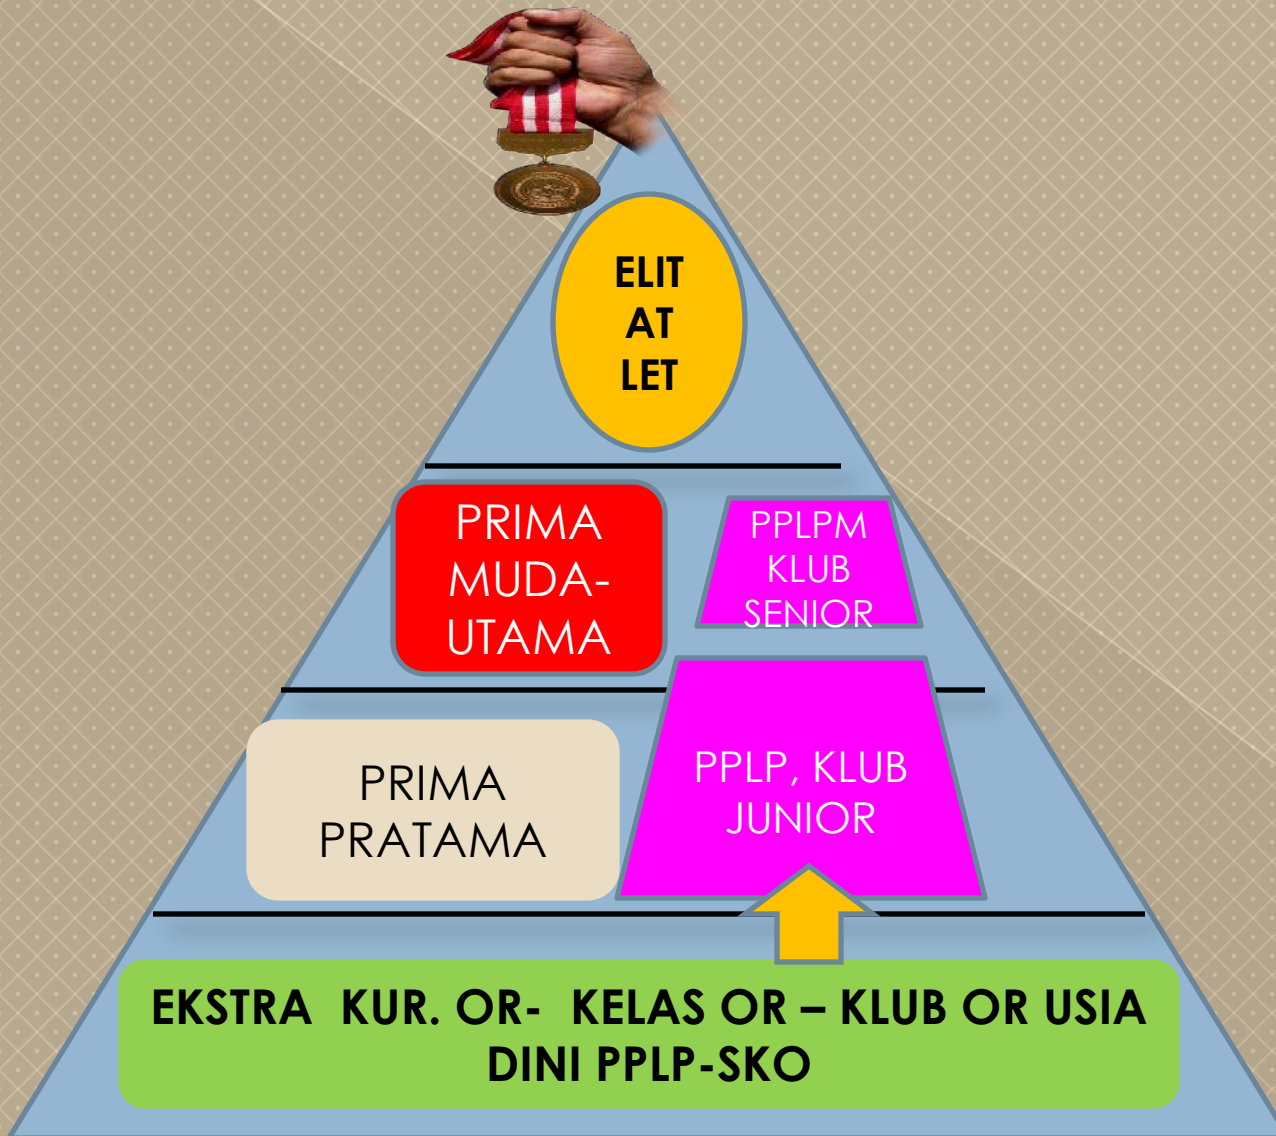 ELIT
AT
LET
PRIMA
MUDA-
UTAMA
PPLPM
KLUB
SENIOR
PRIMA
PRATAMA
PPLP, KLUB
JUNIOR
EKSTRA KUR. OR- KELAS OR – KLUB OR USIA
DINI PPLP-SKO